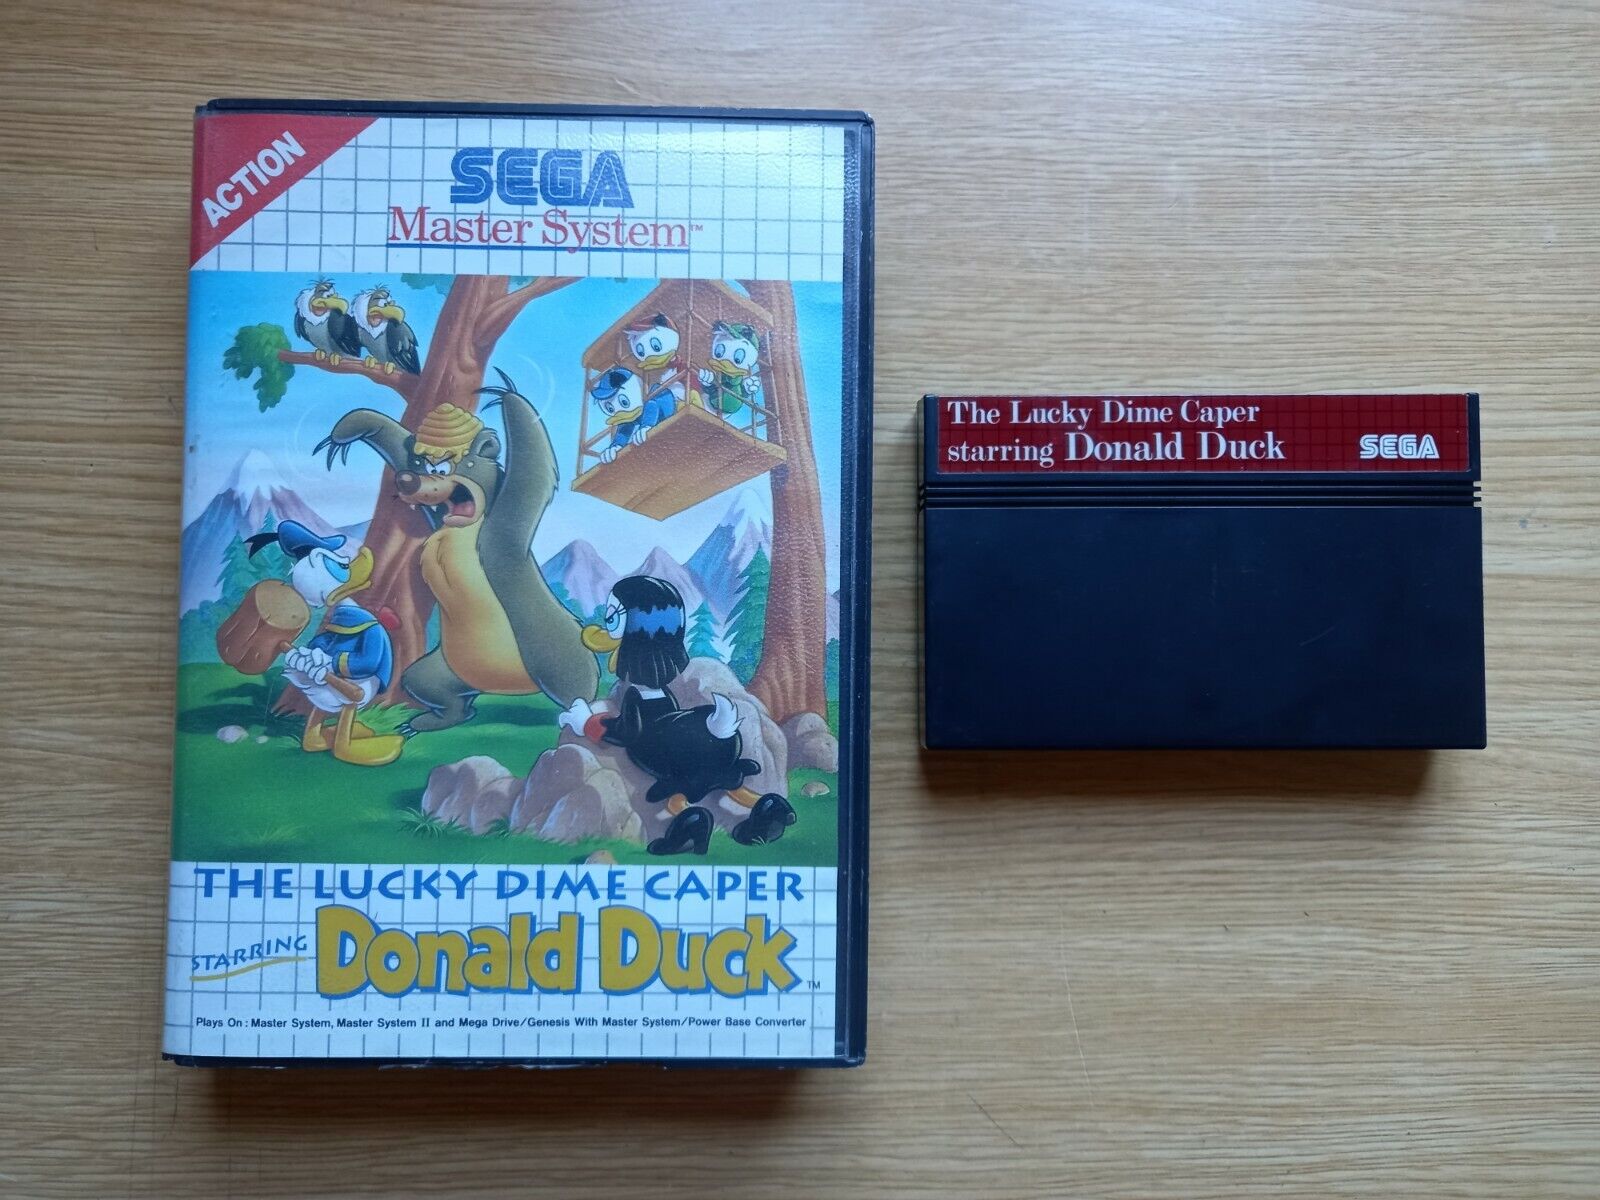 ACTION
SEGA
Master System™
THE LUCKY DIME CAPER
STARRING Donald Duck™
Plays On : Master System, Master System II and Mega Drive/Genesis With Master System/Power Base Converter
The Lucky Dime Caper
starring Donald Duck
SEGA